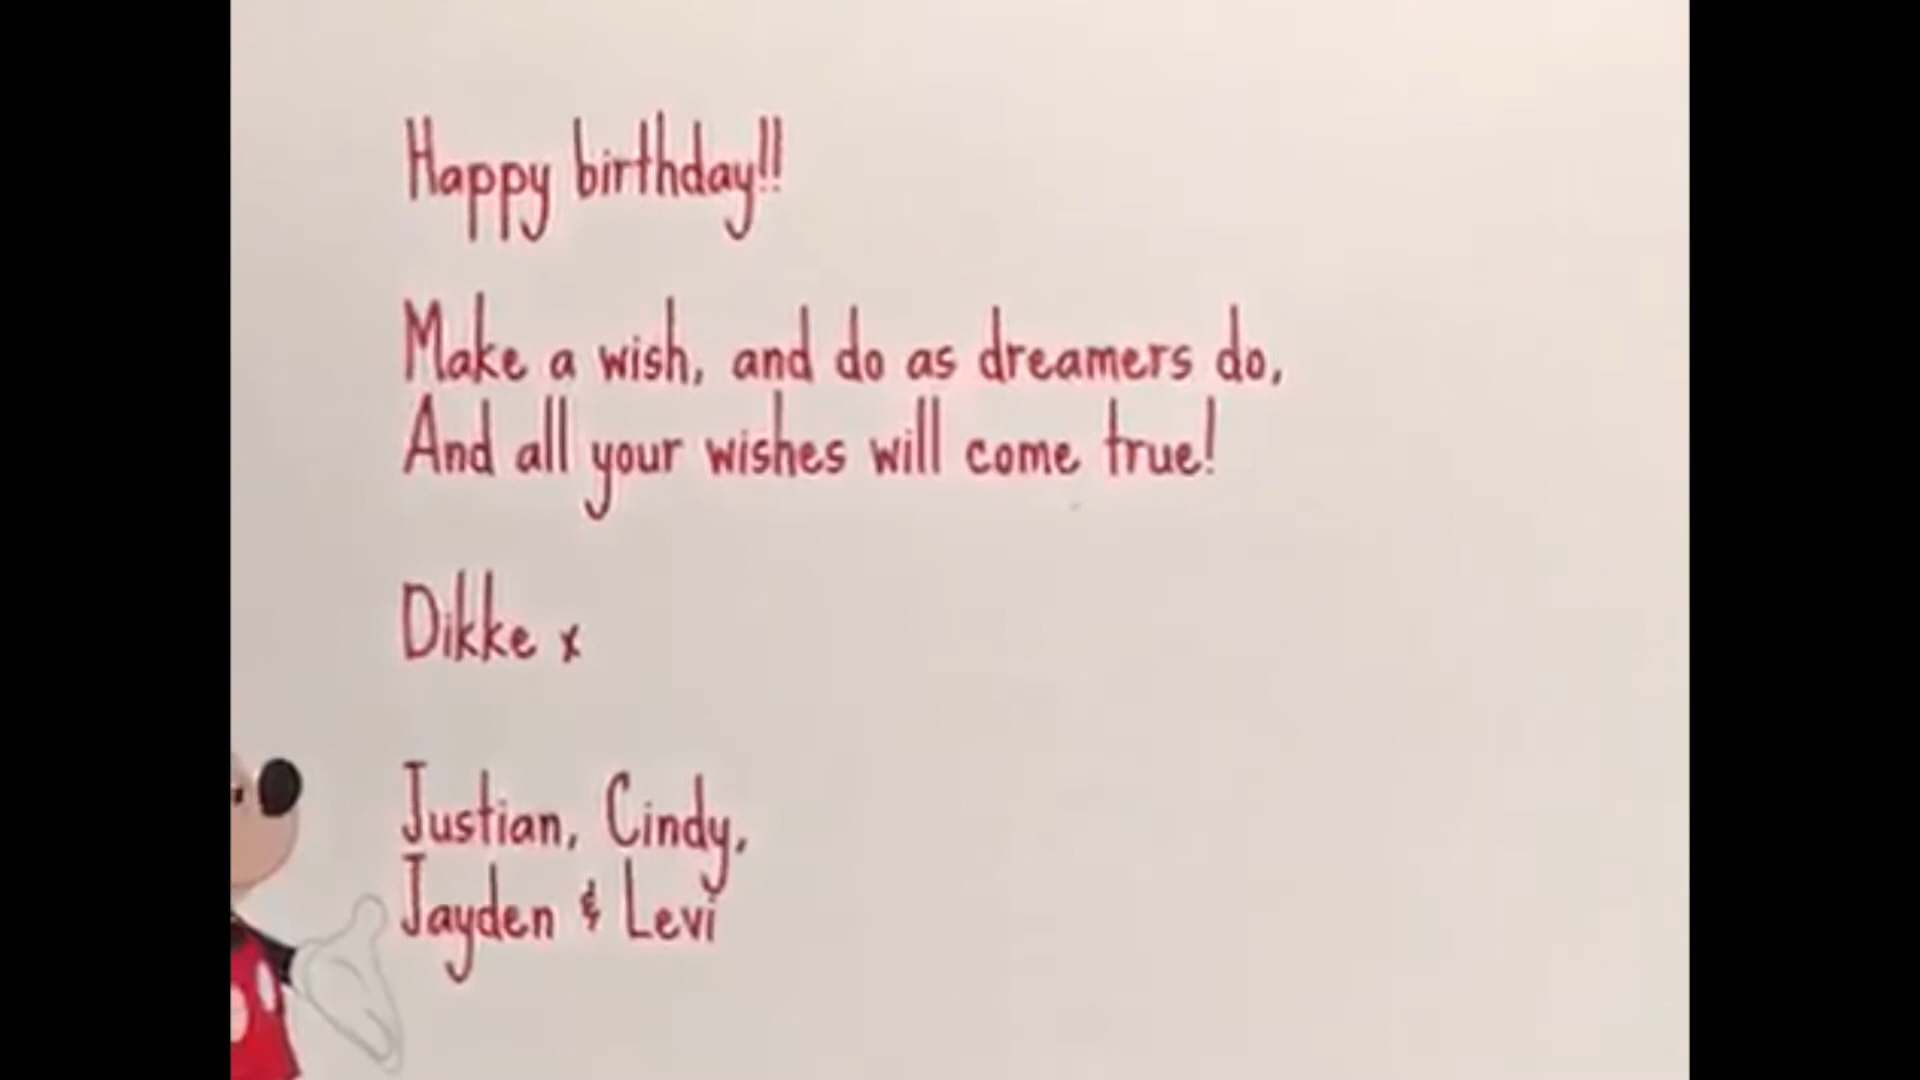 Happy birthday!!
Make a wish, and do as dreamers do,
And all your wishes will come true!
Dikke x
Justian, Cindy,
Jayden & Levi